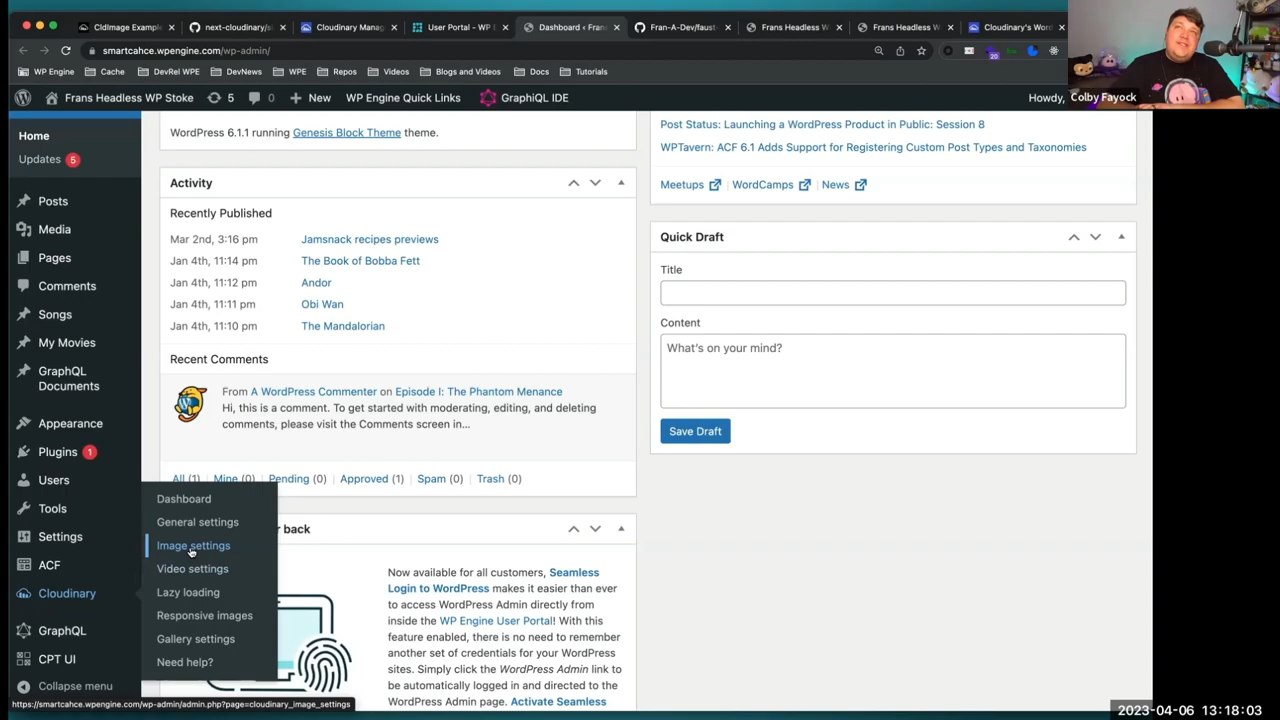 CldImage Example
next-cloudinary/s
Cloudinary Manag
User Portal - WP E
Dashboard ‹ Frans
Fran-A-Dev/faust
Frans Headless W
Frans Headless W
Cloudinary's Word
smartcahce.wpengine.com/wp-admin/
20
WP Engine
Cache
DevRel WPE
DevNews
WPE
Repos
Videos
Blogs and Videos
Docs
Tutorials
Frans Headless WP Stoke
5
0
New
WP Engine Quick Links
GraphiQL IDE
Howdy,
Colby Fayock
Home
Updates 5
Posts
Media
Pages
Comments
Songs
My Movies
GraphQL
Documents
Appearance
Plugins 1
Users
Tools
Settings
ACF
Cloudinary
GraphQL
CPT UI
Collapse menu
Dashboard
General settings
Image settings
Video settings
Lazy loading
Responsive images
Gallery settings
Need help?
WordPress 6.1.1 running Genesis Block Theme theme.
Activity
Recently Published
Mar 2nd, 3:16 pm Jamsnack recipes previews
Jan 4th, 11:14 pm The Book of Bobba Fett
Jan 4th, 11:12 pm Andor
Jan 4th, 11:11 pm Obi Wan
Jan 4th, 11:10 pm The Mandalorian
Recent Comments
From A WordPress Commenter on Episode I: The Phantom Menance
Hi, this is a comment. To get started with moderating, editing, and deleting
comments, please visit the Comments screen in…
All (1) Mine (0) Pending (0) Approved (1) Spam (0) Trash (0)
back
Now available for all customers, Seamless
Login to WordPress makes it easier than ever
to access WordPress Admin directly from
inside the WP Engine User Portal! With this
feature enabled, there is no need to remember
another set of credentials for your WordPress
sites. Simply click the WordPress Admin link to
be automatically logged in and directed to the
WordPress Admin page. Activate Seamless
Post Status: Launching a WordPress Product in Public: Session 8
WPTavern: ACF 6.1 Adds Support for Registering Custom Post Types and Taxonomies
Meetups
WordCamps
News
Quick Draft
Title
Content
What's on your mind?
Save Draft
https://smartcahce.wpengine.com/wp-admin/admin.php?page=cloudinary_image_settings
2023-04-06 13:18:03